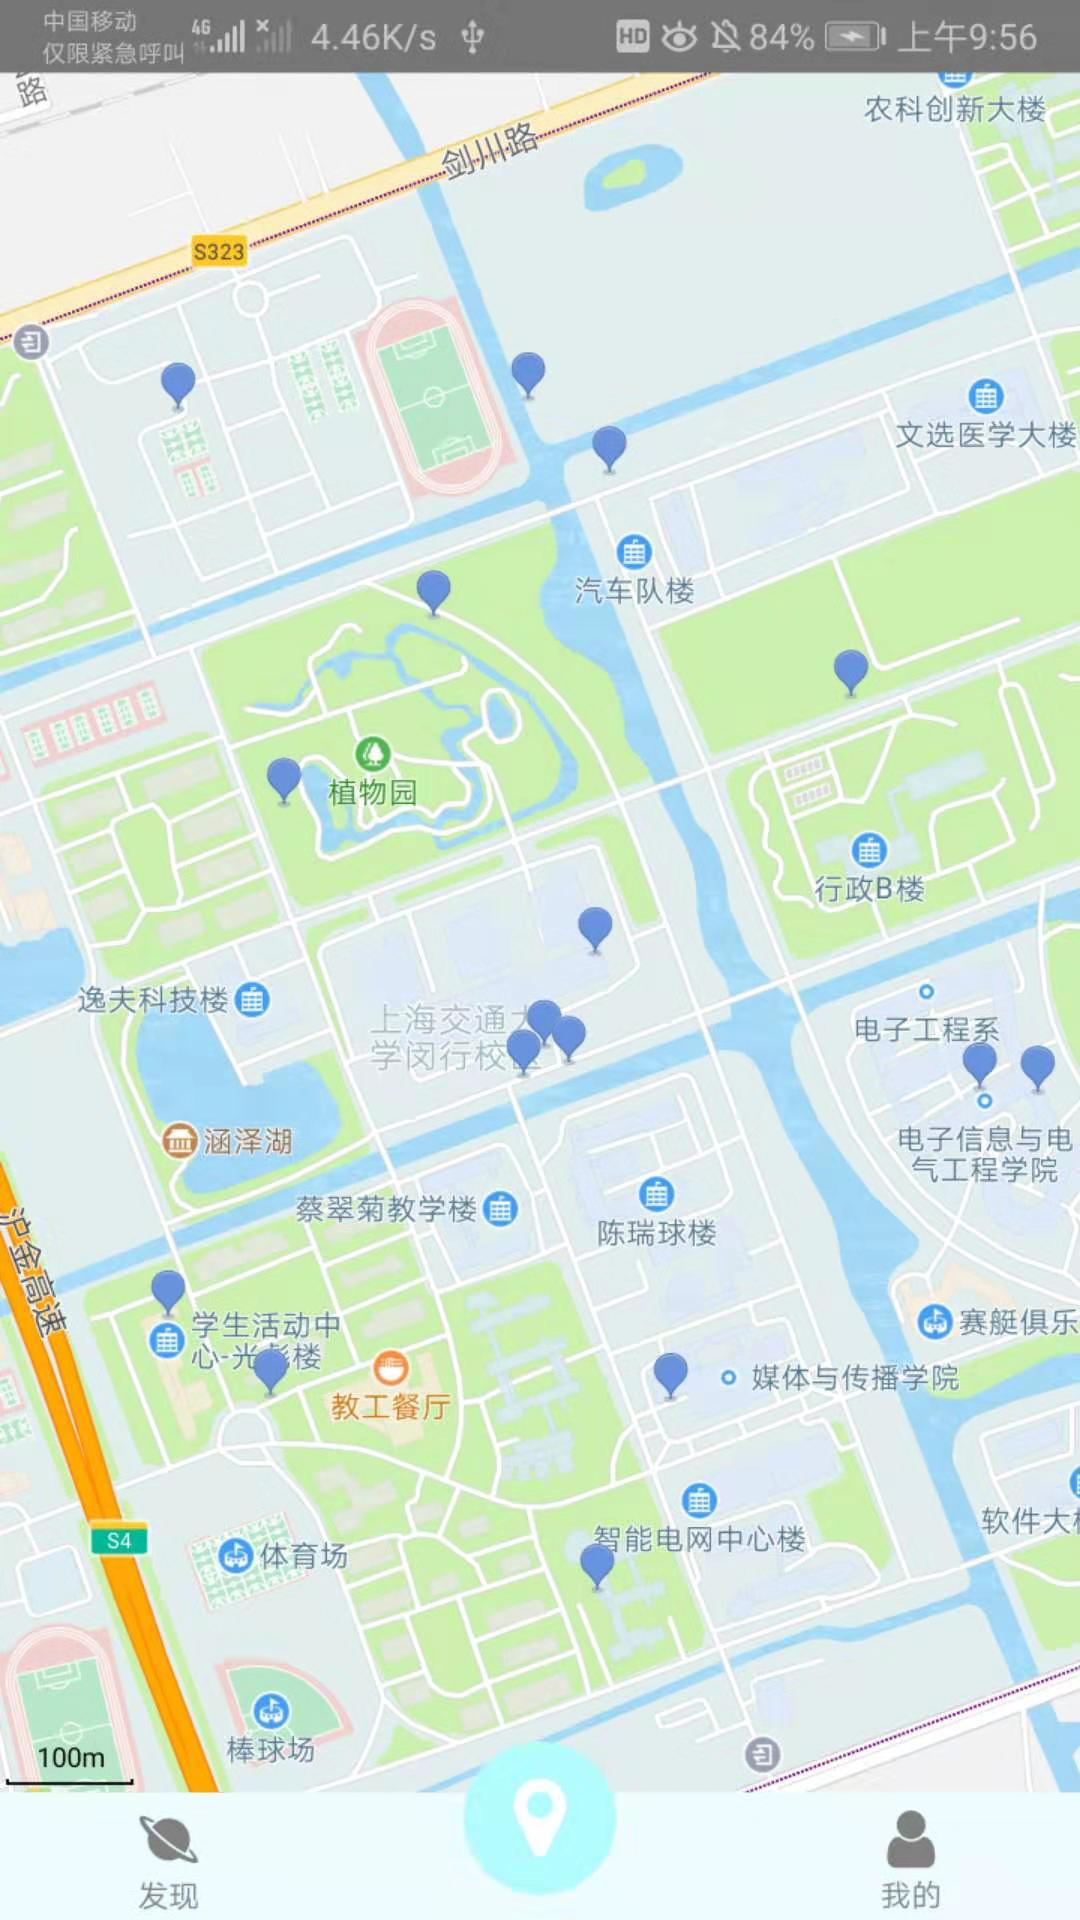 中国移动
仅限紧急呼叫
4G
4.46K/s
HD
84%
上午9:56
路
农科创新大楼
剑川路
S323
文选医学大楼
汽车队楼
植物园
行政B楼
逸夫科技楼
上海交通大
学闵行校区
电子工程系
涵泽湖
电子信息与电
气工程学院
蔡翠菊教学楼
陈瑞球楼
沪金高速
学生活动中
心-光彪楼
赛艇俱乐
教工餐厅
媒体与传播学院
S4
体育场
智能电网中心楼
软件大
棒球场
100m
发现
我的